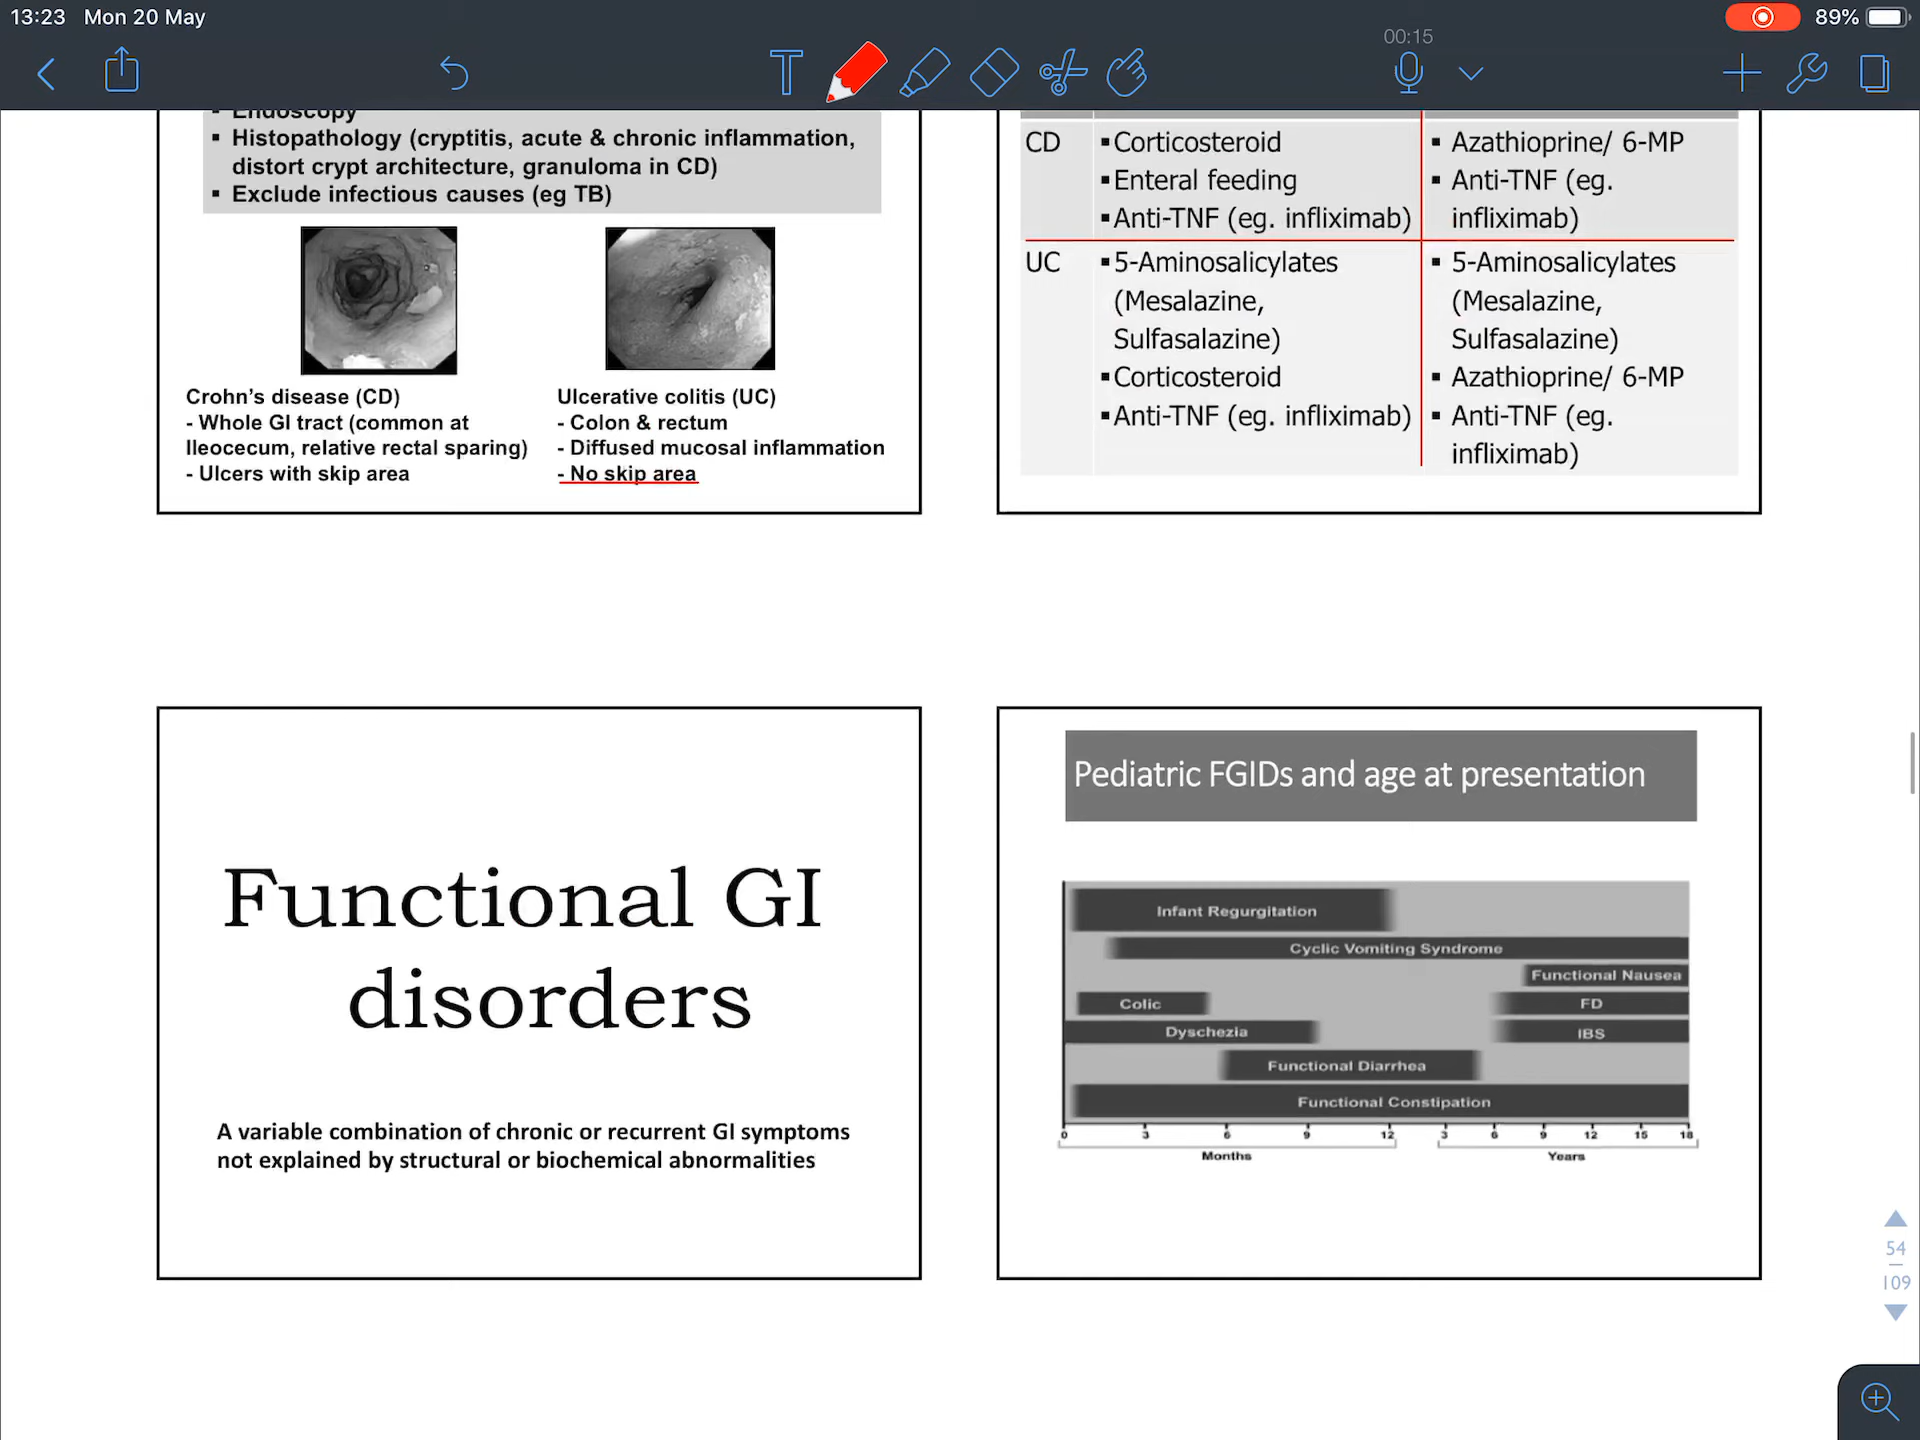 13:23 Mon 20 May
89%
00:15
Endoscopy
▪ Histopathology (cryptitis, acute & chronic inflammation,
distort crypt architecture, granuloma in CD)
▪ Exclude infectious causes (eg TB)
Crohn's disease (CD)
- Whole GI tract (common at
Ileocecum, relative rectal sparing)
- Ulcers with skip area
Ulcerative colitis (UC)
- Colon & rectum
- Diffused mucosal inflammation
- No skip area
CD
▪Corticosteroid
▪Enteral feeding
▪Anti-TNF (eg. infliximab)
▪ Azathioprine/ 6-MP
▪ Anti-TNF (eg.
infliximab)
UC
▪5-Aminosalicylates
(Mesalazine,
Sulfasalazine)
▪Corticosteroid
▪Anti-TNF (eg. infliximab)
▪ 5-Aminosalicylates
(Mesalazine,
Sulfasalazine)
▪ Azathioprine/ 6-MP
▪ Anti-TNF (eg.
infliximab)
Functional GI
disorders
A variable combination of chronic or recurrent GI symptoms
not explained by structural or biochemical abnormalities
Pediatric FGIDs and age at presentation
Infant Regurgitation
Cyclic Vomiting Syndrome
Functional Nausea
Colic
FD
Dyschezia
IBS
Functional Diarrhea
Functional Constipation
0 3 6 9 12 3 6 9 12 15 18
Months Years
54
109